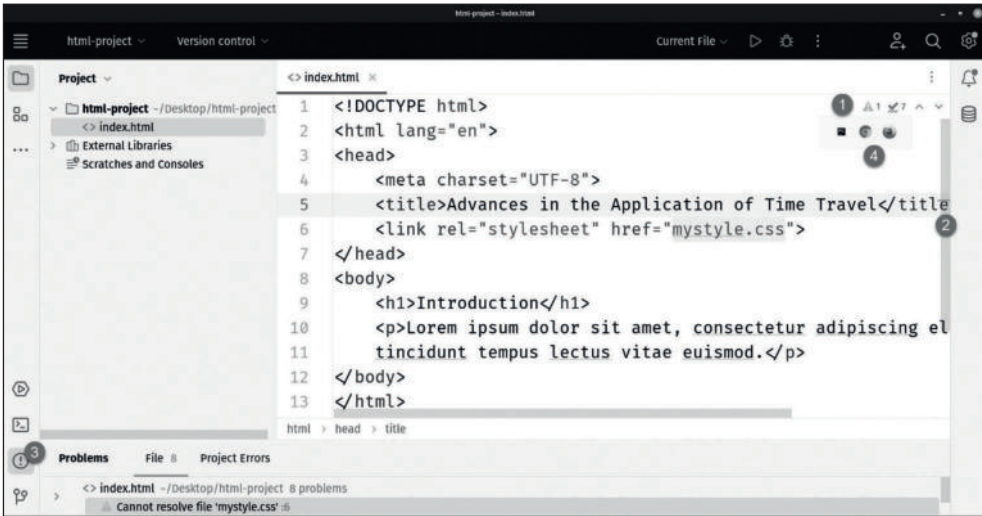 html-project – index.html
html-project Version control Current File
Project
<> index.html
html-project ~/Desktop/html-project
<> index.html
External Libraries
Scratches and Consoles
1 <!DOCTYPE html>
2 <html lang="en">
3 <head>
4 <meta charset="UTF-8">
5 <title>Advances in the Application of Time Travel</title
6 <link rel="stylesheet" href="mystyle.css">
7 </head>
8 <body>
9 <h1>Introduction</h1>
10 <p>Lorem ipsum dolor sit amet, consectetur adipiscing el
11 tincidunt tempus lectus vitae euismod.</p>
12 </body>
13 </html>
1 1 7
4
2
html > head > title
3
Problems File 8 Project Errors
<> index.html ~/Desktop/html-project 8 problems
Cannot resolve file 'mystyle.css' :6